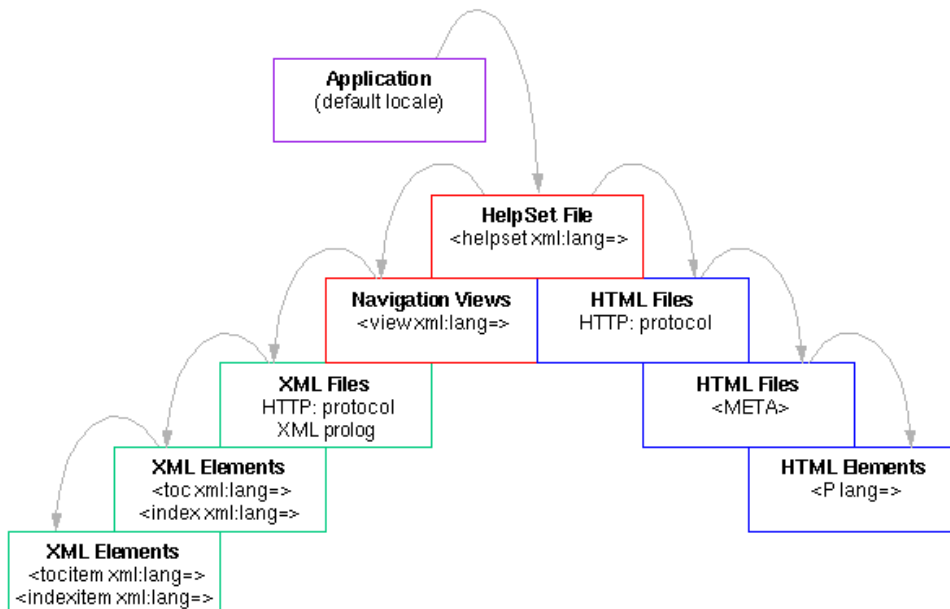 Application
(default locale)
HelpSet File
<helpset xml:lang=>
Navigation Views
<view xml:lang=>
HTML Files
HTTP: protocol
XML Files
HTTP: protocol
XML prolog
HTML Files
<META>
XML Elements
<toc xml:lang=>
<index xml:lang=>
HTML Elements
<P lang=>
XML Elements
<tocitem xml:lang=>
<indexitem xml:lang=>